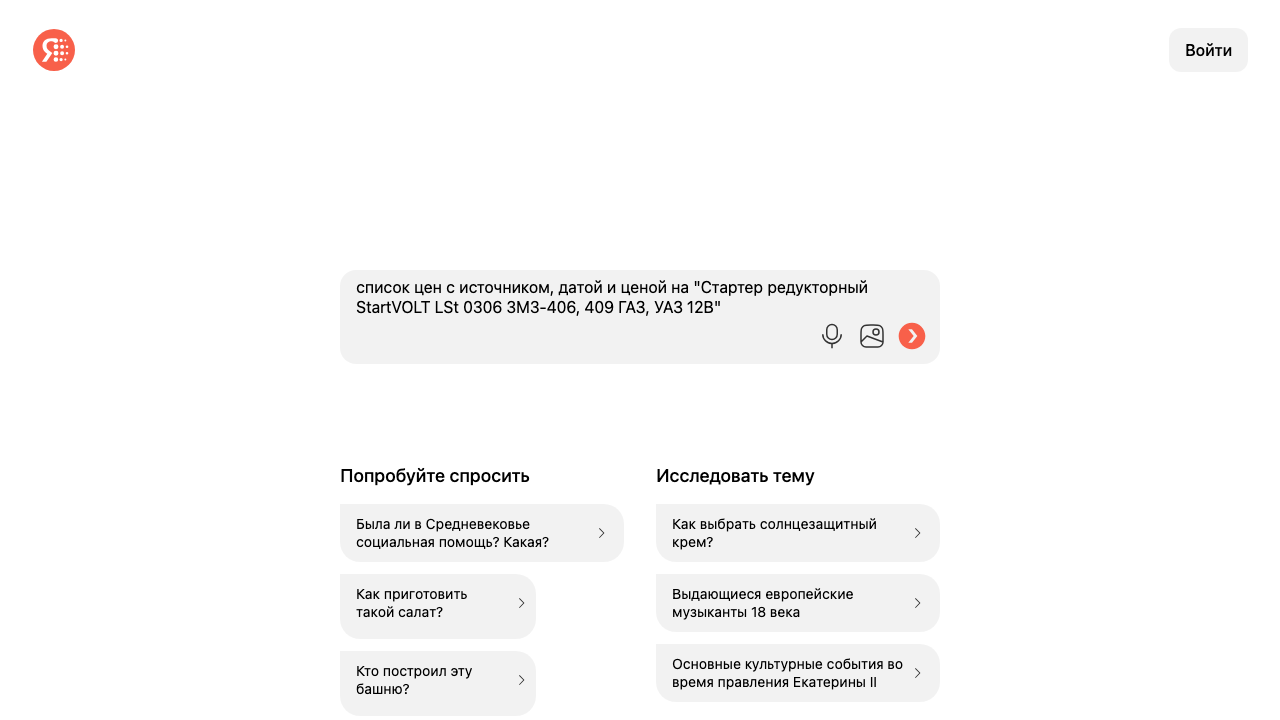 Я
Войти
список цен с источником, датой и ценой на "Стартер редукторный
StartVOLT LSt 0306 ЗМЗ-406, 409 ГАЗ, УАЗ 12В"
Попробуйте спросить
Была ли в Средневековье
социальная помощь? Какая?
Как приготовить
такой салат?
Кто построил эту
башню?
Исследовать тему
Как выбрать солнцезащитный
крем?
Выдающиеся европейские
музыканты 18 века
Основные культурные события во
время правления Екатерины II